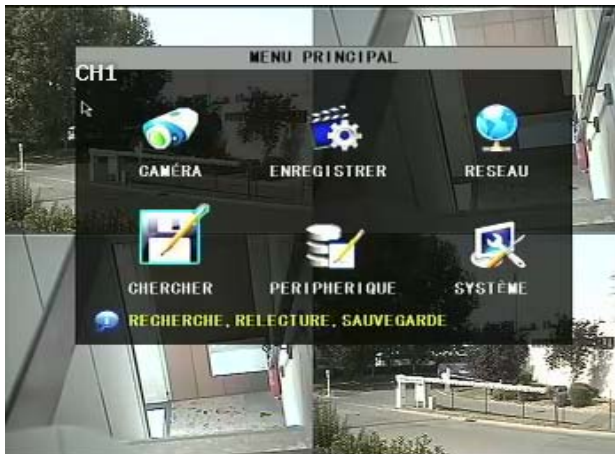 MENU PRINCIPAL
CH1
CAMÉRA
ENREGISTRER
RESEAU
CHERCHER
PERIPHERIQUE
SYSTÈME
RECHERCHE, RELECTURE, SAUVEGARDE